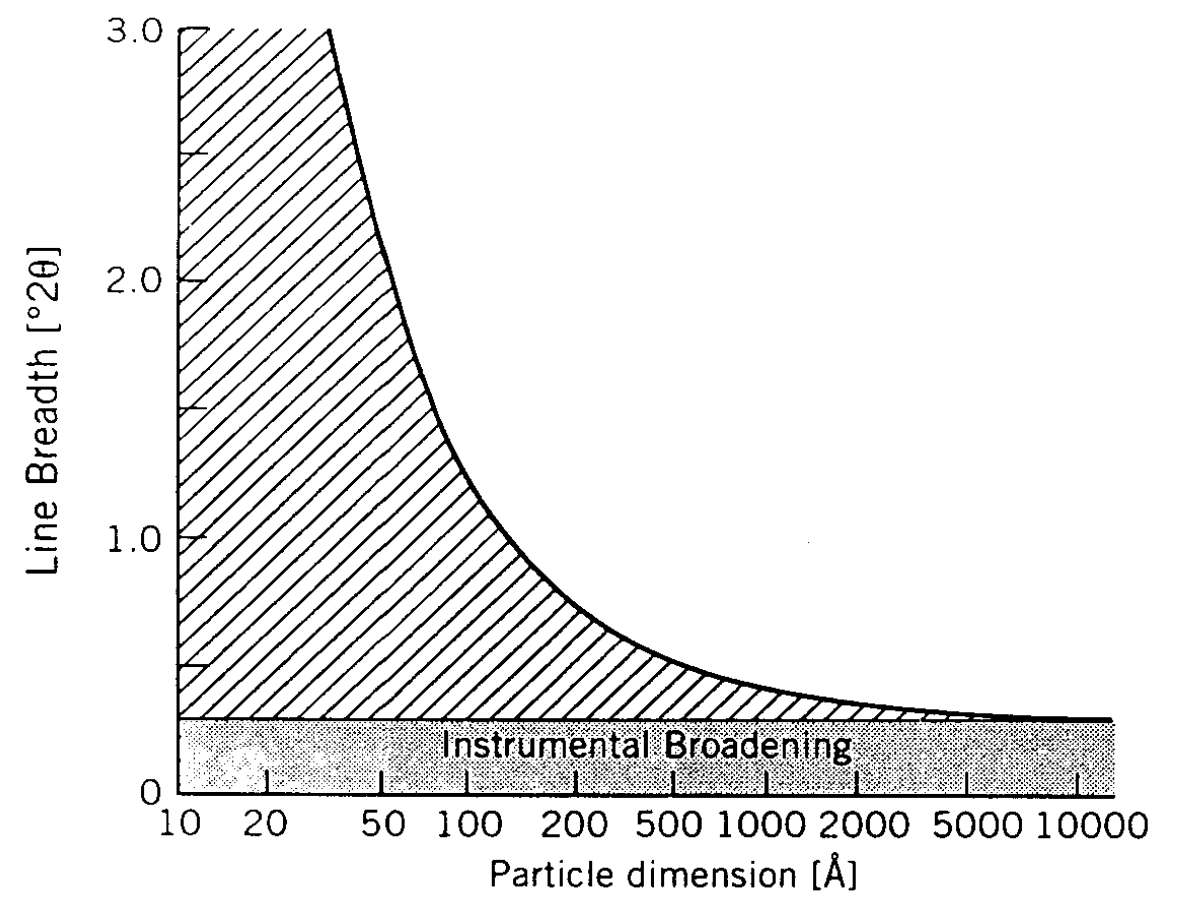 3.0
2.0
1.0
0
Line Breadth [°2θ]
Instrumental Broadening
10 20 50 100 200 500 1000 2000 5000 10000
Particle dimension [Å]